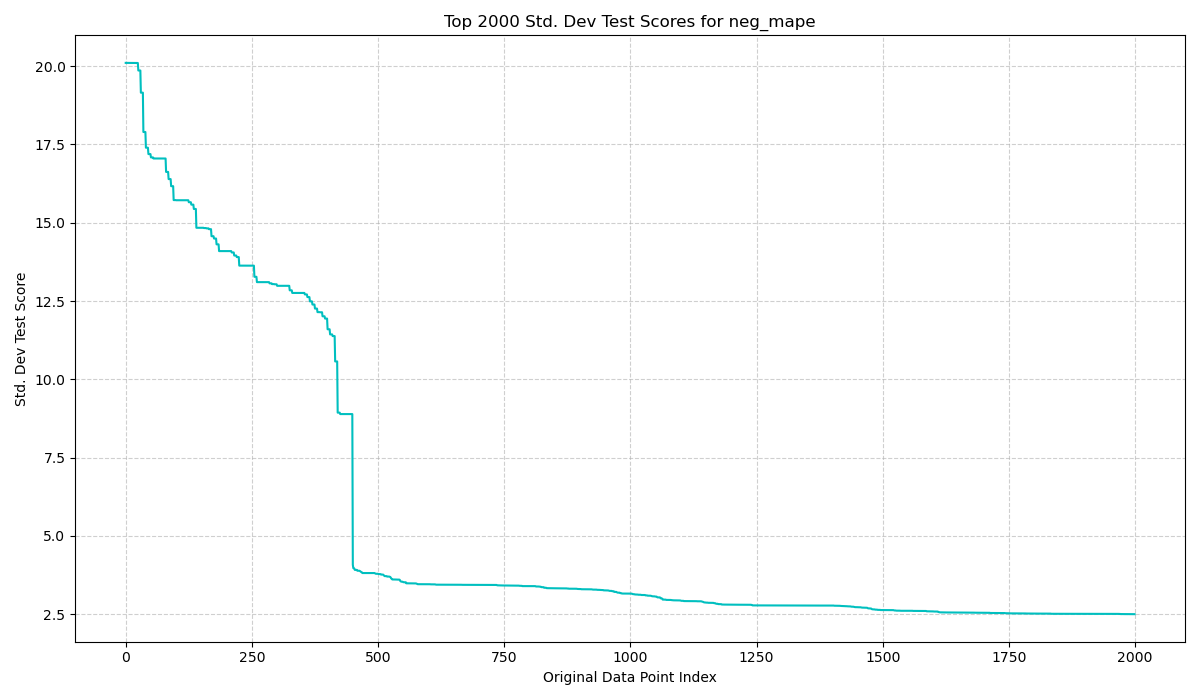 Top 2000 Std. Dev Test Scores for neg_mape
Std. Dev Test Score
20.0
17.5
15.0
12.5
10.0
7.5
5.0
2.5
0 250 500 750 1000 1250 1500 1750 2000
Original Data Point Index